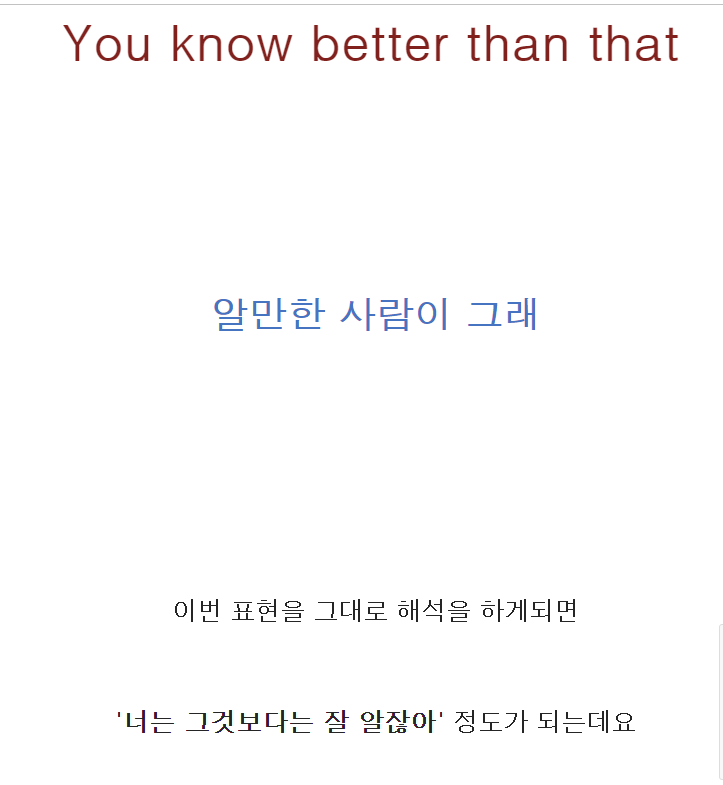 You know better than that
알만한 사람이 그래
이번 표현을 그대로 해석을 하게되면
'너는 그것보다는 잘 알잖아' 정도가 되는데요